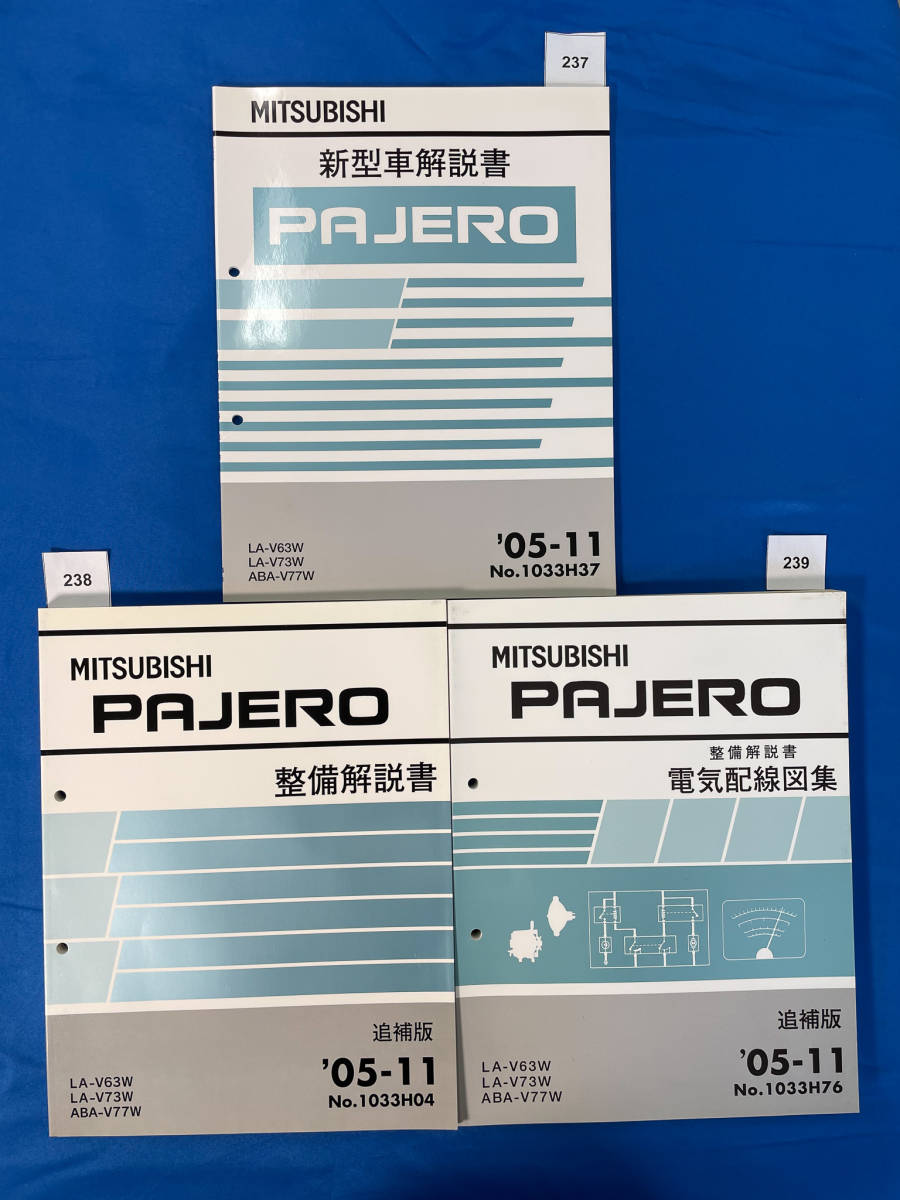 237
MITSUBISHI
新型車解説書
PAJERO
LA-V63W
LA-V73W
ABA-V77W
'05-11
No.1033H37
238
MITSUBISHI
PAJERO
整備解説書
追補版
LA-V63W
LA-V73W
ABA-V77W
'05-11
No.1033H04
239
MITSUBISHI
PAJERO
整備解説書
電気配線図集
追補版
LA-V63W
LA-V73W
ABA-V77W
'05-11
No.1033H76